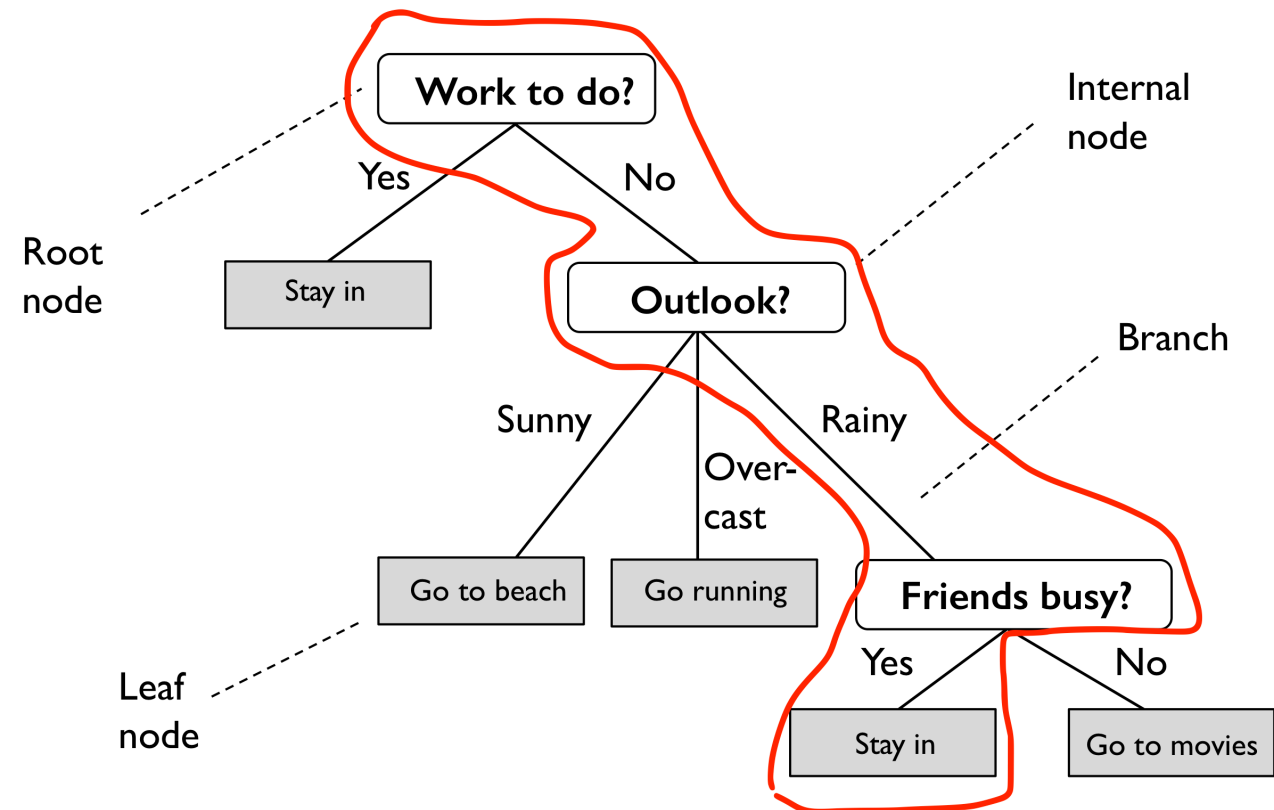 Work to do?
Internal
node
Yes
No
Root
node
Stay in
Outlook?
Branch
Sunny
Rainy
Over-
cast
Go to beach
Go running
Friends busy?
Yes
No
Leaf
node
Stay in
Go to movies